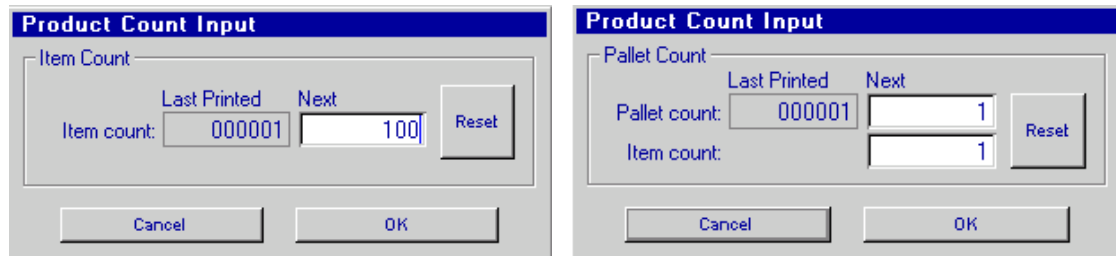 Product Count Input
Item Count
Last Printed Next
Item count: 000001 100 Reset
Cancel OK
Product Count Input
Pallet Count
Last Printed Next
Pallet count: 000001 1 Reset
Item count: 1
Cancel OK